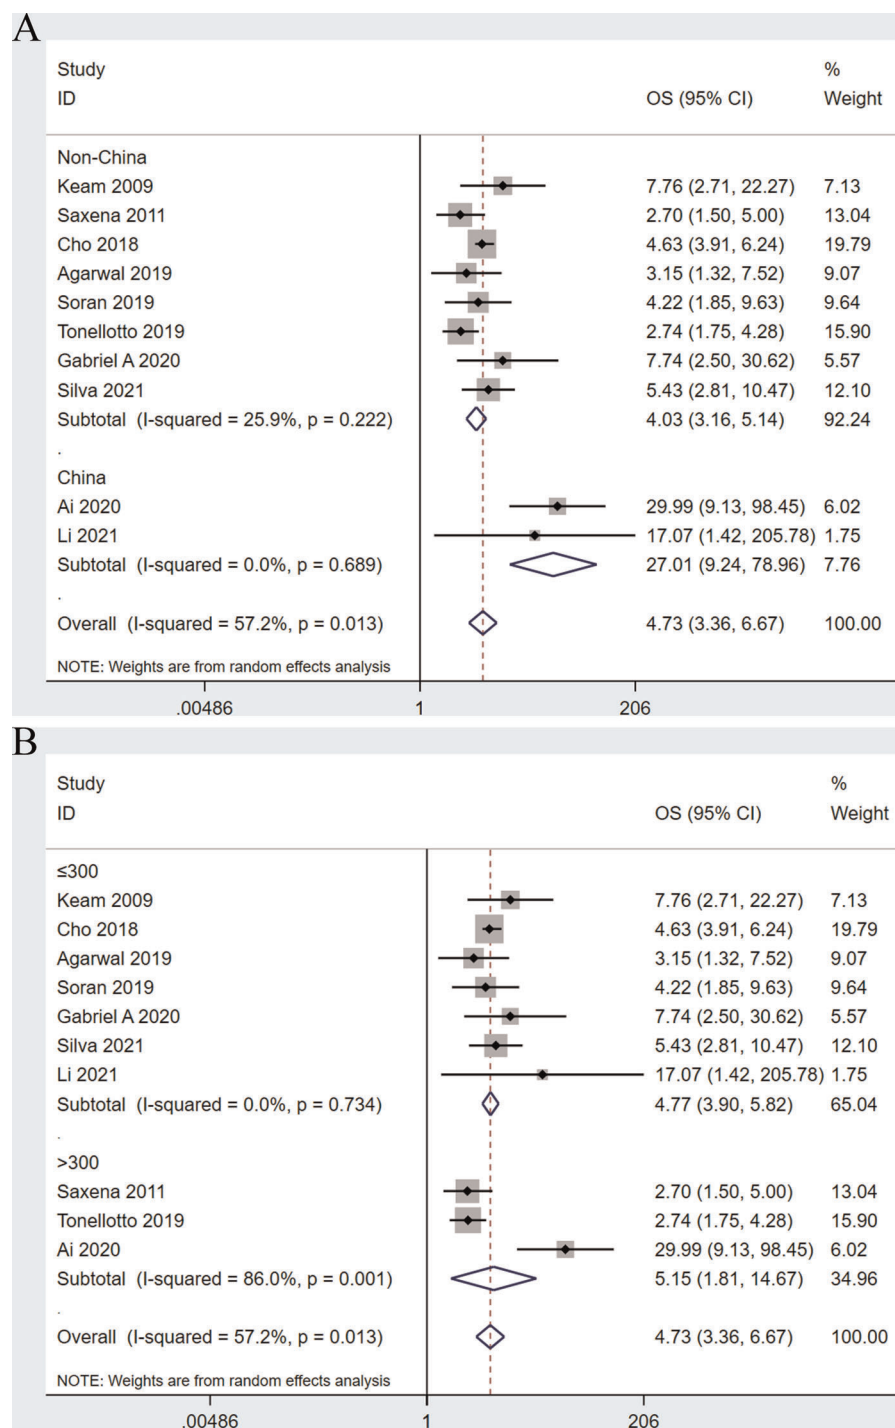 A
Study %
ID OS (95% CI) Weight
Non-China
Keam 2009 7.76 (2.71, 22.27) 7.13
Saxena 2011 2.70 (1.50, 5.00) 13.04
Cho 2018 4.63 (3.91, 6.24) 19.79
Agarwal 2019 3.15 (1.32, 7.52) 9.07
Soran 2019 4.22 (1.85, 9.63) 9.64
Tonellotto 2019 2.74 (1.75, 4.28) 15.90
Gabriel A 2020 7.74 (2.50, 30.62) 5.57
Silva 2021 5.43 (2.81, 10.47) 12.10
Subtotal (I-squared = 25.9%, p = 0.222) 4.03 (3.16, 5.14) 92.24
.
China
Ai 2020 29.99 (9.13, 98.45) 6.02
Li 2021 17.07 (1.42, 205.78) 1.75
Subtotal (I-squared = 0.0%, p = 0.689) 27.01 (9.24, 78.96) 7.76
.
Overall (I-squared = 57.2%, p = 0.013) 4.73 (3.36, 6.67) 100.00
NOTE: Weights are from random effects analysis
.00486 1 206
B
Study %
ID OS (95% CI) Weight
≤300
Keam 2009 7.76 (2.71, 22.27) 7.13
Cho 2018 4.63 (3.91, 6.24) 19.79
Agarwal 2019 3.15 (1.32, 7.52) 9.07
Soran 2019 4.22 (1.85, 9.63) 9.64
Gabriel A 2020 7.74 (2.50, 30.62) 5.57
Silva 2021 5.43 (2.81, 10.47) 12.10
Li 2021 17.07 (1.42, 205.78) 1.75
Subtotal (I-squared = 0.0%, p = 0.734) 4.77 (3.90, 5.82) 65.04
.
>300
Saxena 2011 2.70 (1.50, 5.00) 13.04
Tonellotto 2019 2.74 (1.75, 4.28) 15.90
Ai 2020 29.99 (9.13, 98.45) 6.02
Subtotal (I-squared = 86.0%, p = 0.001) 5.15 (1.81, 14.67) 34.96
.
Overall (I-squared = 57.2%, p = 0.013) 4.73 (3.36, 6.67) 100.00
NOTE: Weights are from random effects analysis
.00486 1 206